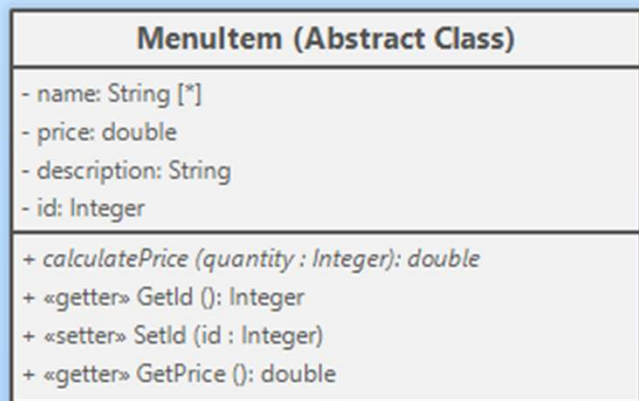 MenuItem (Abstract Class)
- name: String [*]
- price: double
- description: String
- id: Integer
+ calculatePrice (quantity : Integer): double
+ «getter» GetId (): Integer
+ «setter» SetId (id : Integer)
+ «getter» GetPrice (): double